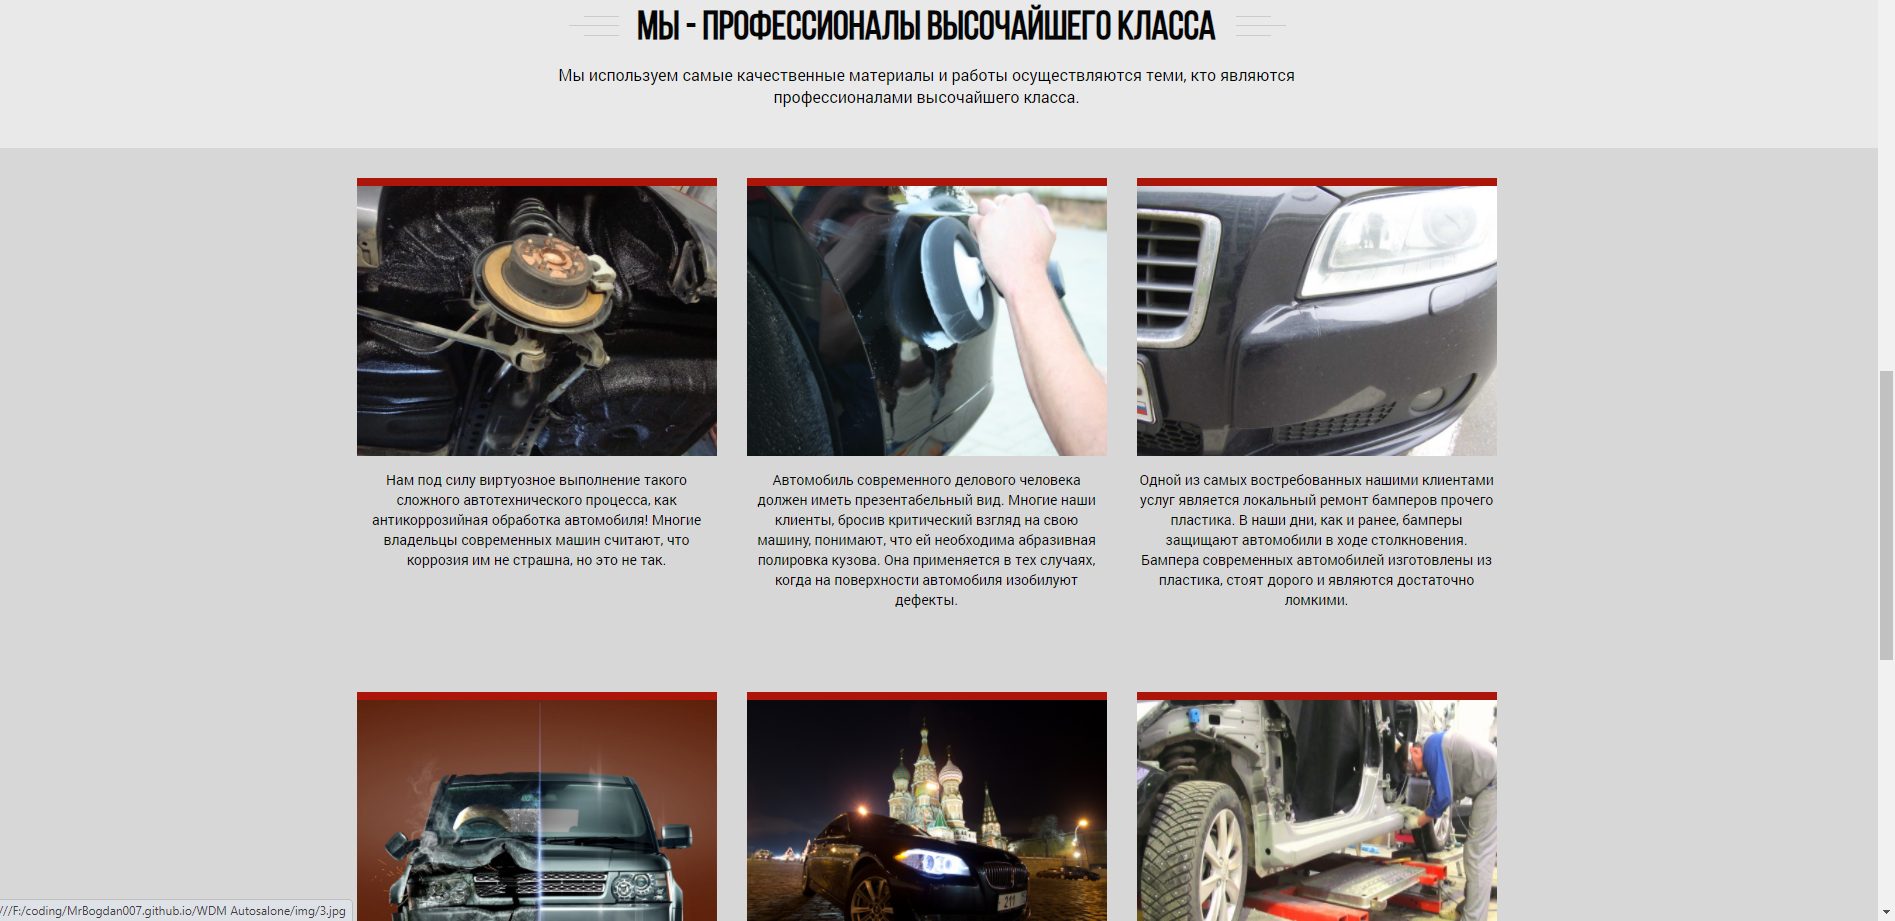 МЫ - ПРОФЕССИОНАЛЫ ВЫСОЧАЙШЕГО КЛАССА
Мы используем самые качественные материалы и работы осуществляются теми, кто являются
профессионалами высочайшего класса.
Нам под силу виртуозное выполнение такого
сложного автотехнического процесса, как
антикоррозийная обработка автомобиля! Многие
владельцы современных машин считают, что
коррозия им не страшна, но это не так.
Автомобиль современного делового человека
должен иметь презентабельный вид. Многие наши
клиенты, бросив критический взгляд на свою
машину, понимают, что ей необходима абразивная
полировка кузова. Она применяется в тех случаях,
когда на поверхности автомобиля изобилуют
дефекты.
Одной из самых востребованных нашими клиентами
услуг является локальный ремонт бамперов прочего
пластика. В наши дни, как и ранее, бамперы
защищают автомобили в ходе столкновения.
Бампера современных автомобилей изготовлены из
пластика, стоят дорого и являются достаточно
ломкими.
211
///F:/coding/MrBogdan007.github.io/WDM Autosalone/img/3.jpg